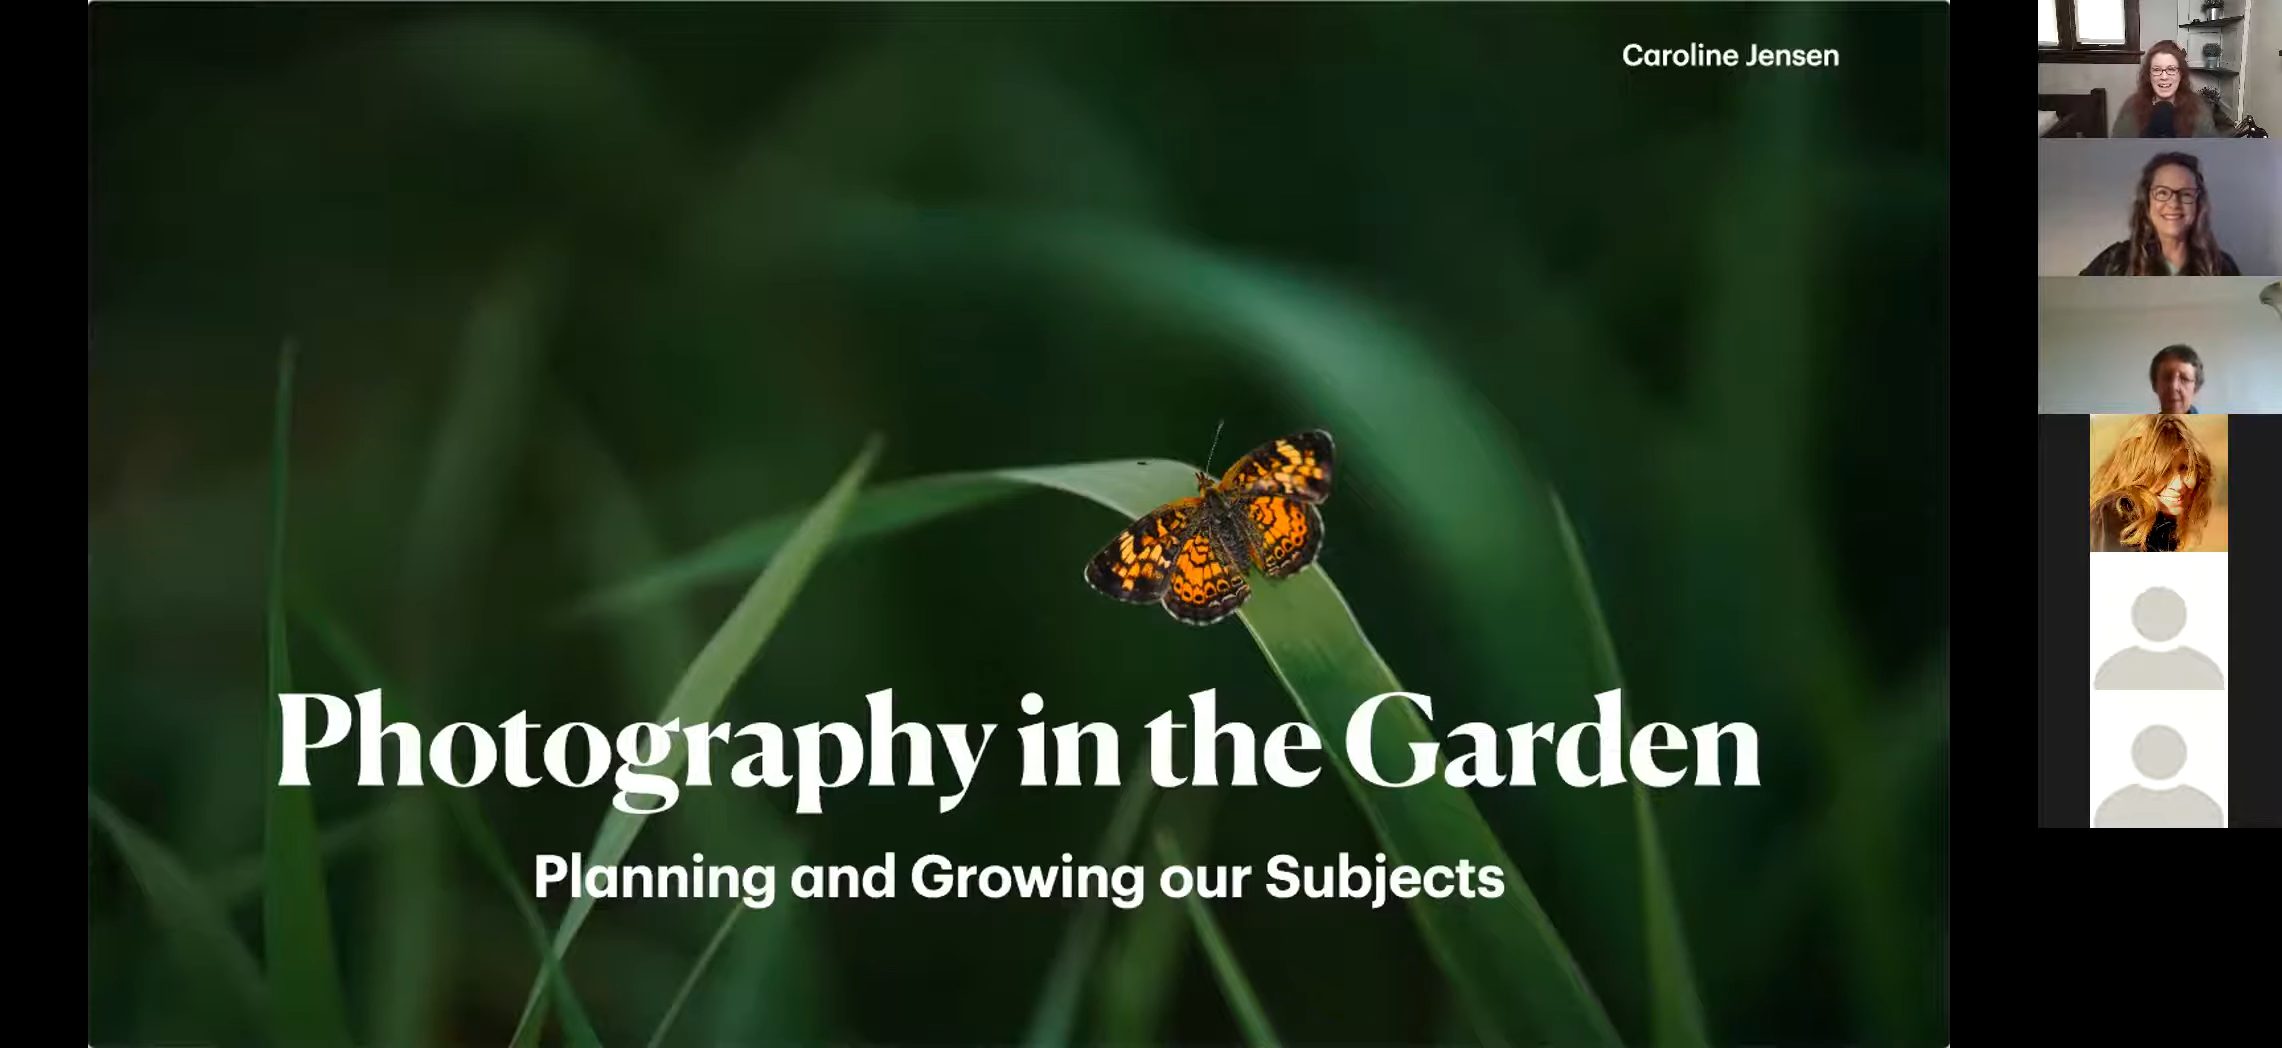 Caroline Jensen
Photography in the Garden
Planning and Growing our Subjects